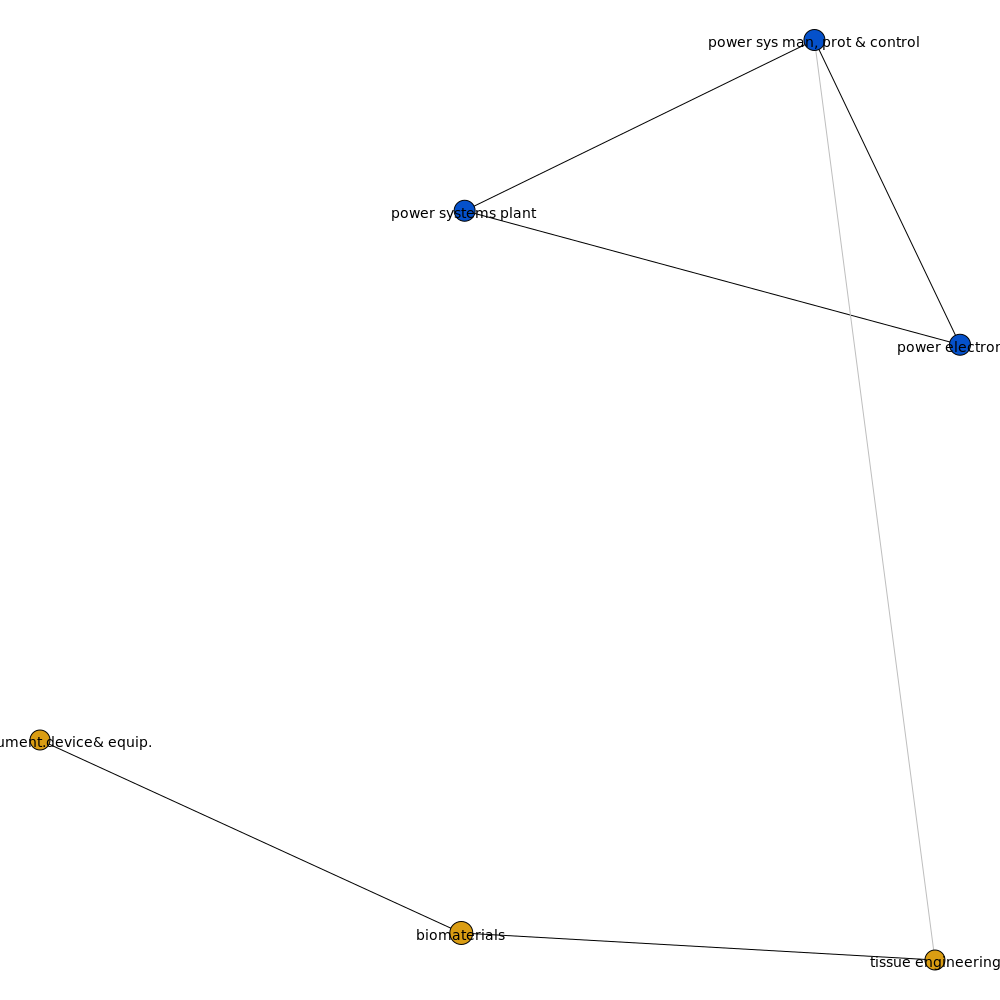 power sys man, prot & control
power systems plant
power electron
ument.device& equip.
biomaterials
tissue engineering